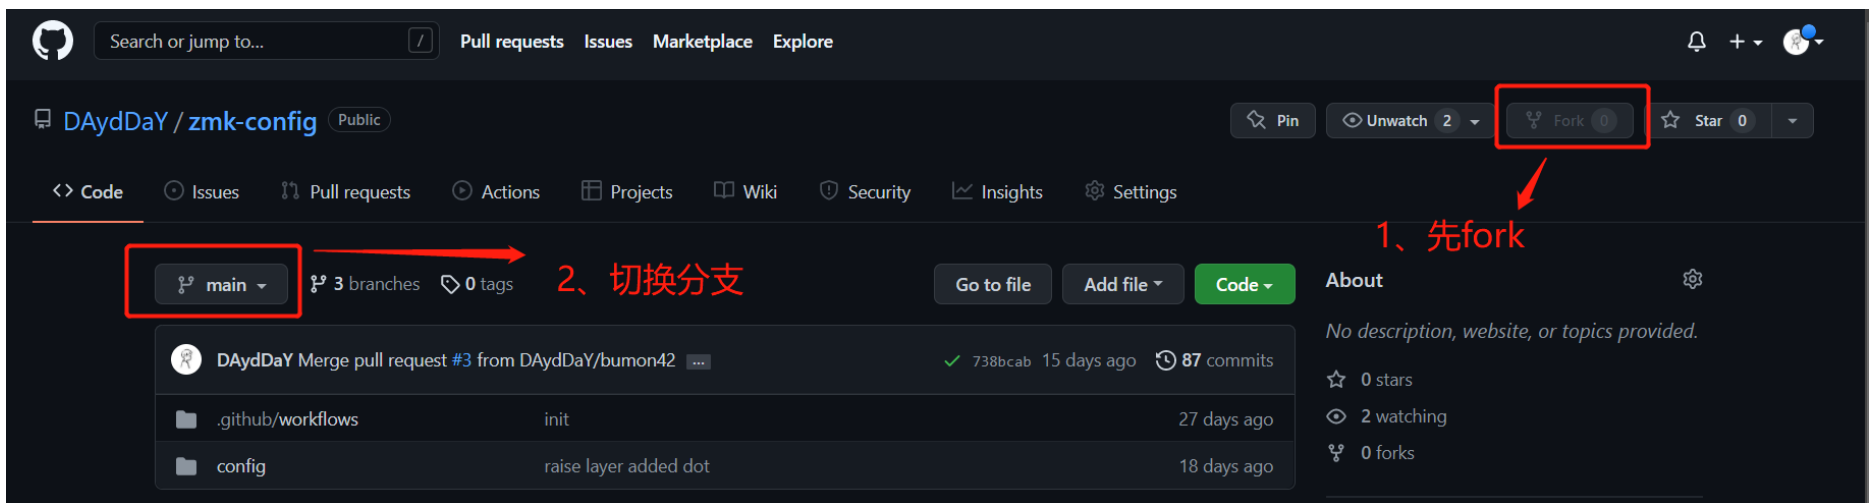 Search or jump to... /
Pull requests Issues Marketplace Explore
DAydDaY / zmk-config Public
Pin Unwatch 2 Fork 0 Star 0
Code Issues Pull requests Actions Projects Wiki Security Insights Settings
1、先fork
main 3 branches 0 tags
2、切换分支
Go to file Add file Code
About
No description, website, or topics provided.
DAydDaY Merge pull request #3 from DAydDaY/bumon42 ... 738bcab 15 days ago 87 commits
0 stars
.github/workflows init 27 days ago
2 watching
0 forks
config raise layer added dot 18 days ago